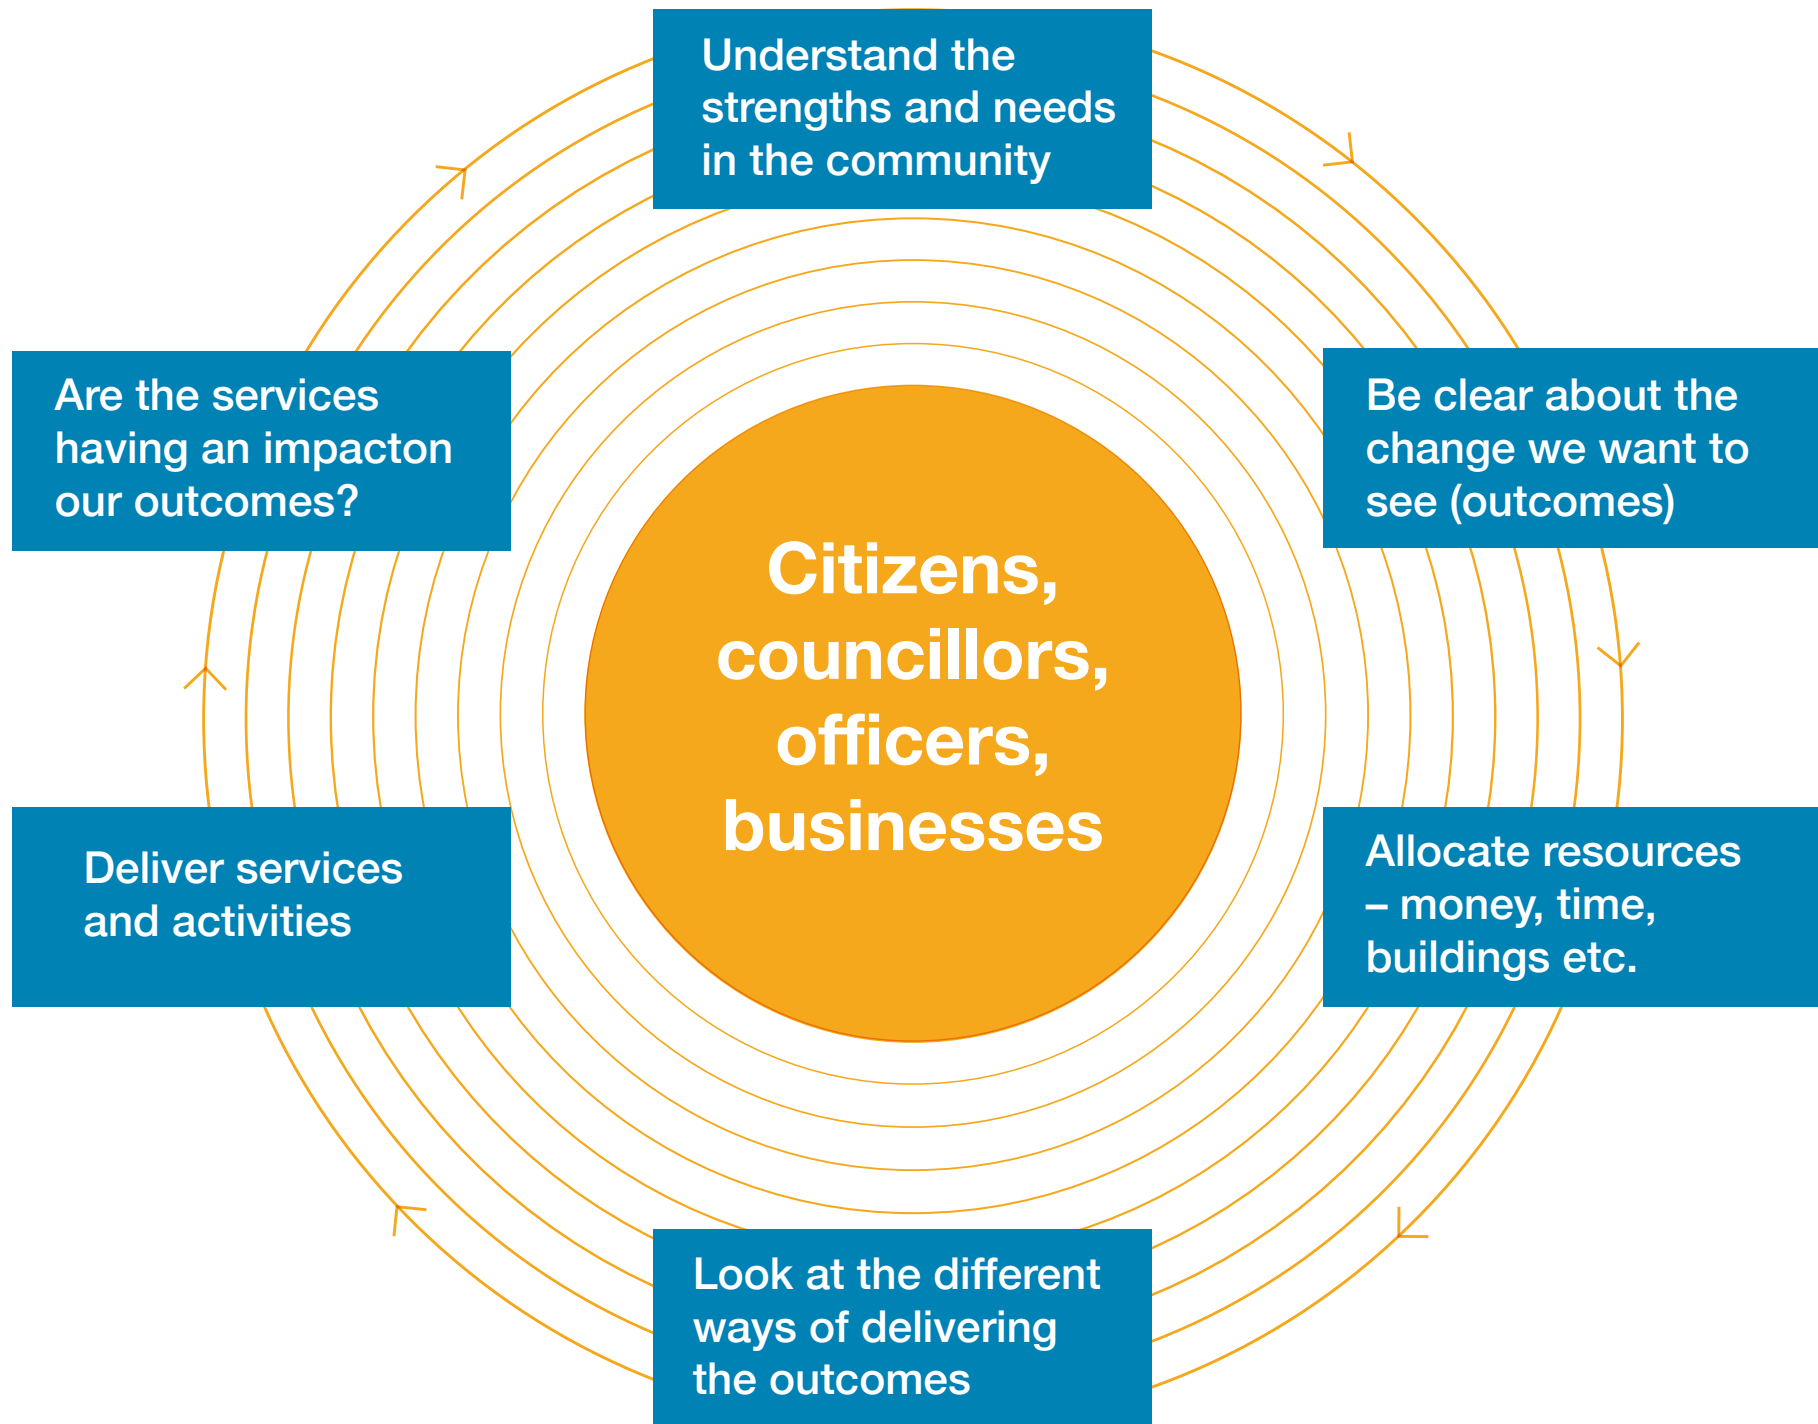 Understand the
strengths and needs
in the community
Be clear about the
change we want to
see (outcomes)
Allocate resources
– money, time,
buildings etc.
Look at the different
ways of delivering
the outcomes
Deliver services
and activities
Are the services
having an impacton
our outcomes?
Citizens,
councillors,
officers,
businesses